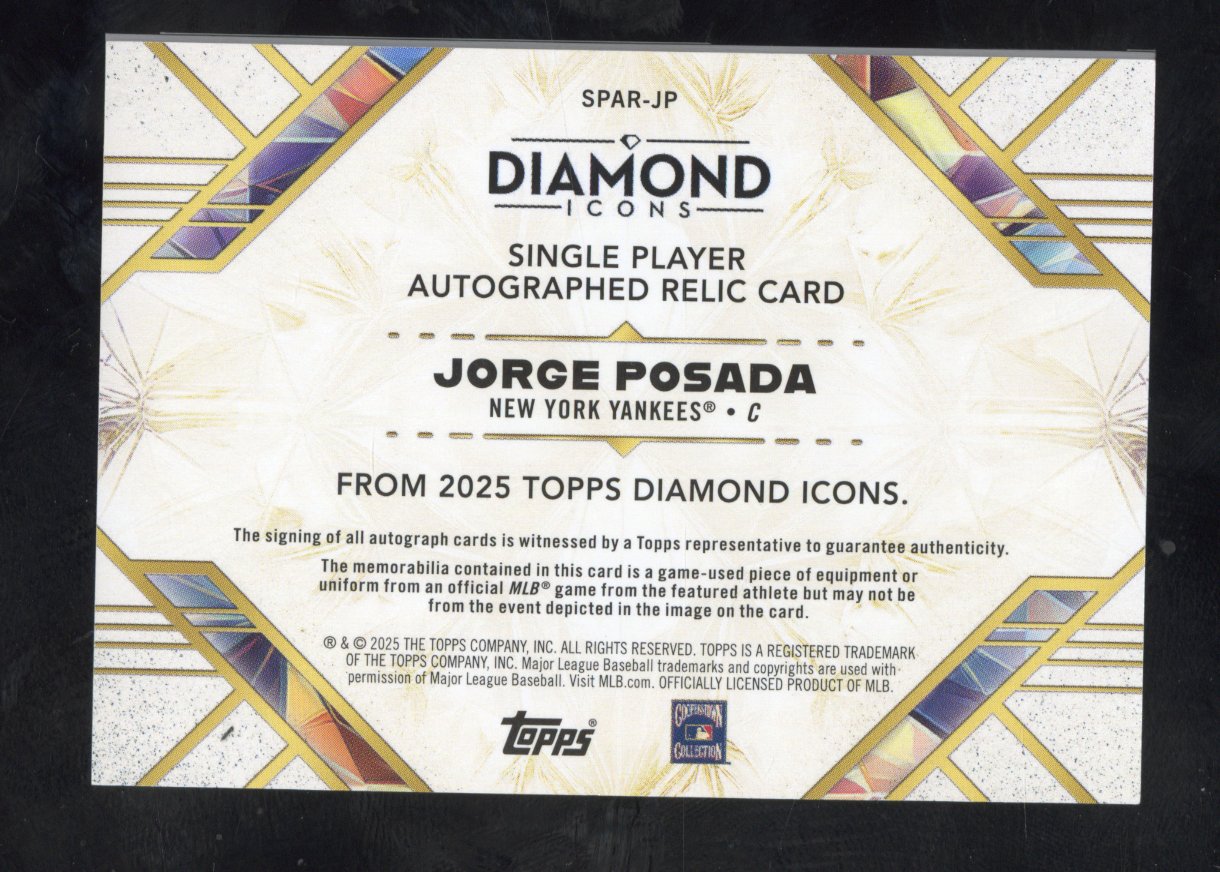 SPAR-JP
DIAMOND
ICONS
SINGLE PLAYER
AUTOGRAPHED RELIC CARD
JORGE POSADA
NEW YORK YANKEES® • C
FROM 2025 TOPPS DIAMOND ICONS.
The signing of all autograph cards is witnessed by a Topps representative to guarantee authenticity.
The memorabilia contained in this card is a game-used piece of equipment or
uniform from an official MLB® game from the featured athlete but may not be
from the event depicted in the image on the card.
® & © 2025 THE TOPPS COMPANY, INC. ALL RIGHTS RESERVED. TOPPS IS A REGISTERED TRADEMARK
OF THE TOPPS COMPANY, INC. Major League Baseball trademarks and copyrights are used with
permission of Major League Baseball. Visit MLB.com. OFFICIALLY LICENSED PRODUCT OF MLB.
topps®
COOPERSTOWN
COLLECTION